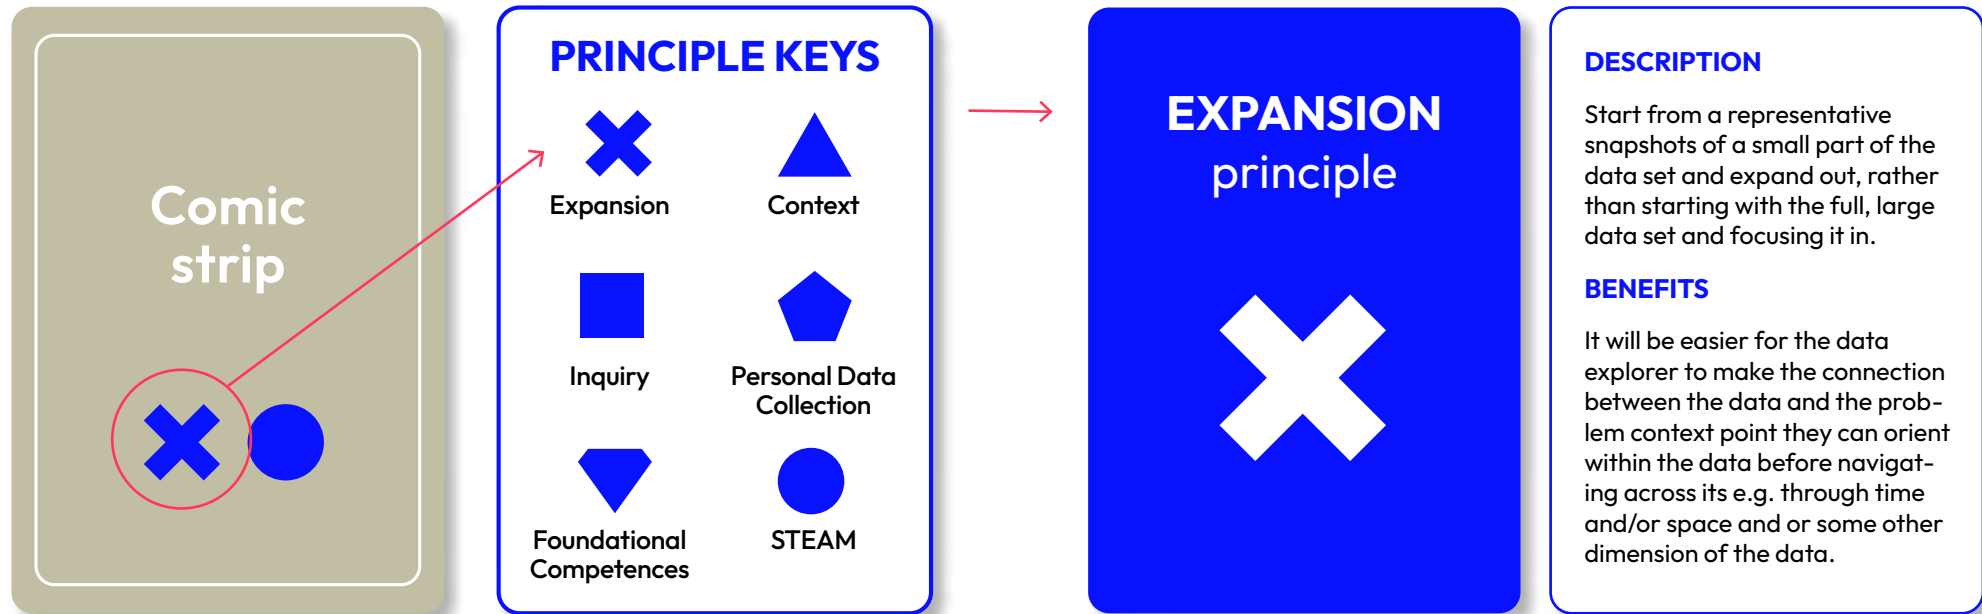 Comic
strip
PRINCIPLE KEYS
Expansion
Context
Inquiry
Personal Data
Collection
Foundational
Competences
STEAM
EXPANSION
principle
DESCRIPTION
Start from a representative
snapshots of a small part of the
data set and expand out, rather
than starting with the full, large
data set and focusing it in.
BENEFITS
It will be easier for the data
explorer to make the connection
between the data and the prob-
lem context point they can orient
within the data before navigat-
ing across its e.g. through time
and/or space and or some other
dimension of the data.